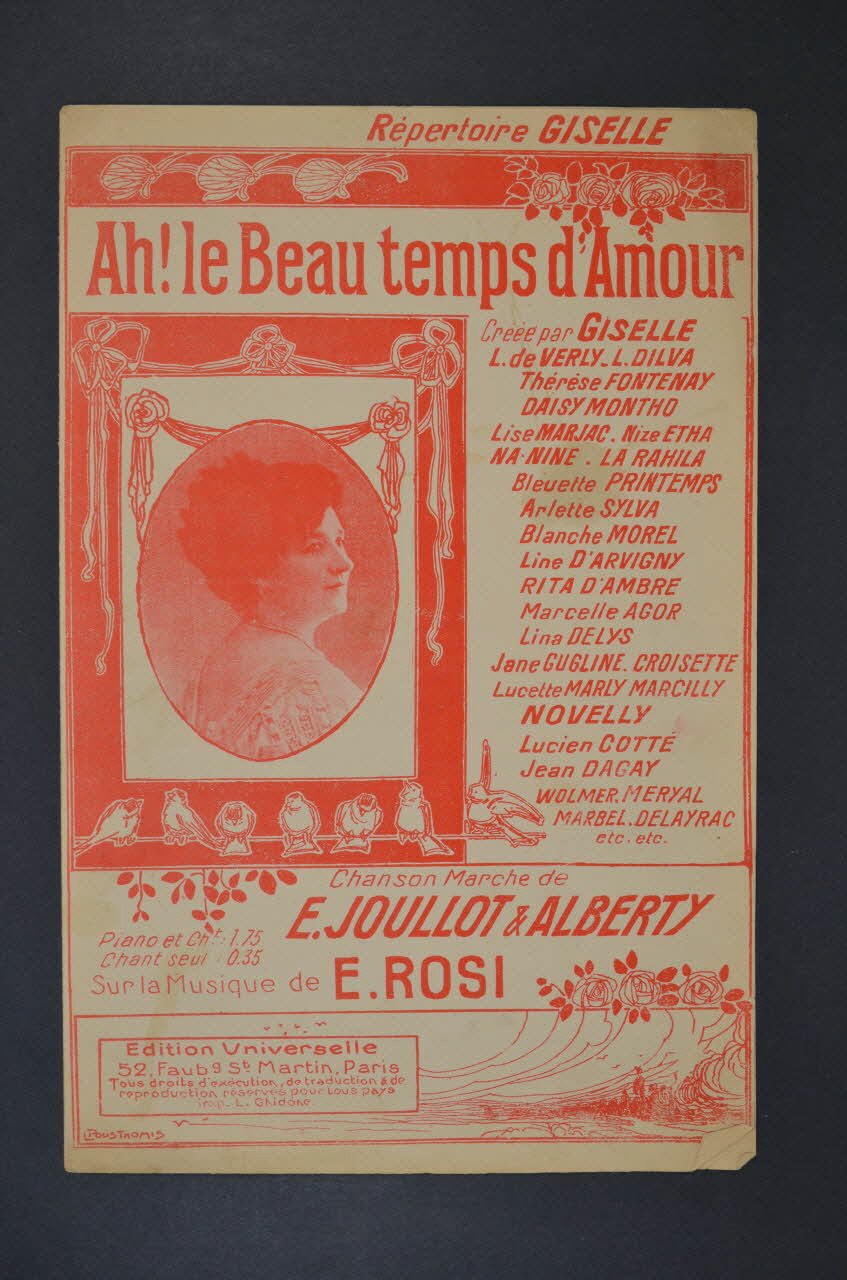 Répertoire GISELLE
Ah! le Beau temps d'Amour
Créée par GISELLE
L. de VERLY_L. DILVA
Thérèse FONTENAY
DAISY MONTHO
Lise MARJAC. Nize ETHA
NA-NINE. LA RAHILA
Bleuette PRINTEMPS
Arlette SYLVA
Blanche MOREL
Line D'ARVIGNY
RITA D'AMBRE
Marcelle AGOR
Lina DELYS
Jane GUGLINE. CROISETTE
Lucette MARLY MARCILLY
NOVELLY
Lucien COTTÉ
Jean DAGAY
WOLMER. MERYAL
MARBEL. DELAYRAC
etc. etc.
Chanson Marche de
E. JOULLOT & ALBERTY
Piano et Cht: 1.75
Chant seul : 0.35
Sur la Musique de E. ROSI
Edition Universelle
52, Faubg St Martin, Paris
Tous droits d'exécution, de traduction & de
reproduction réservés pour tous pays
imp. L. Ghidone.
POUSTHOMIS